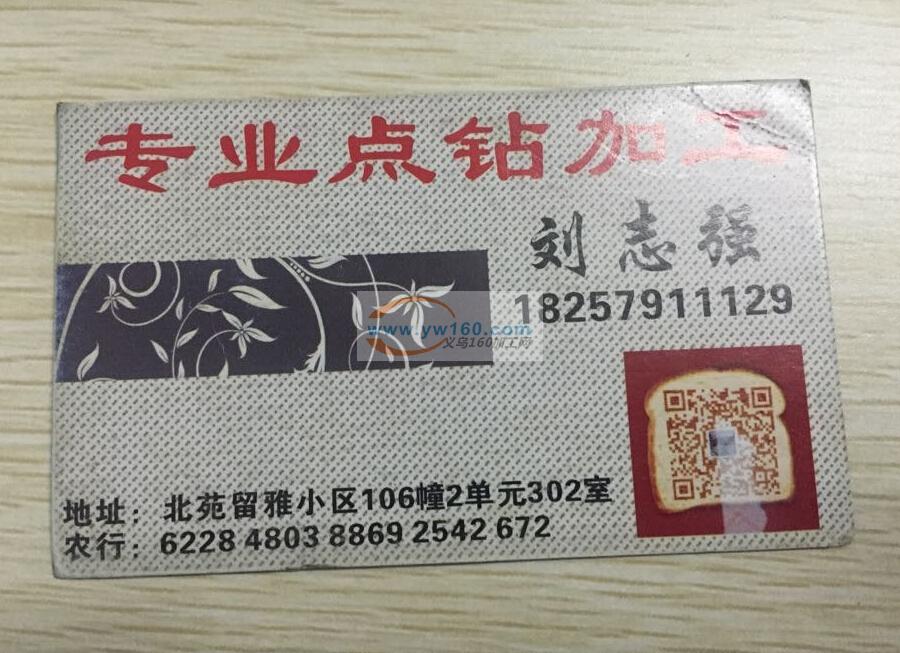 专业点钻加工
刘志强
18257911129
www.yw160.com
义乌160加工网
地址：北苑留雅小区106幢2单元302室
农行：6228 4803 8869 2542 672